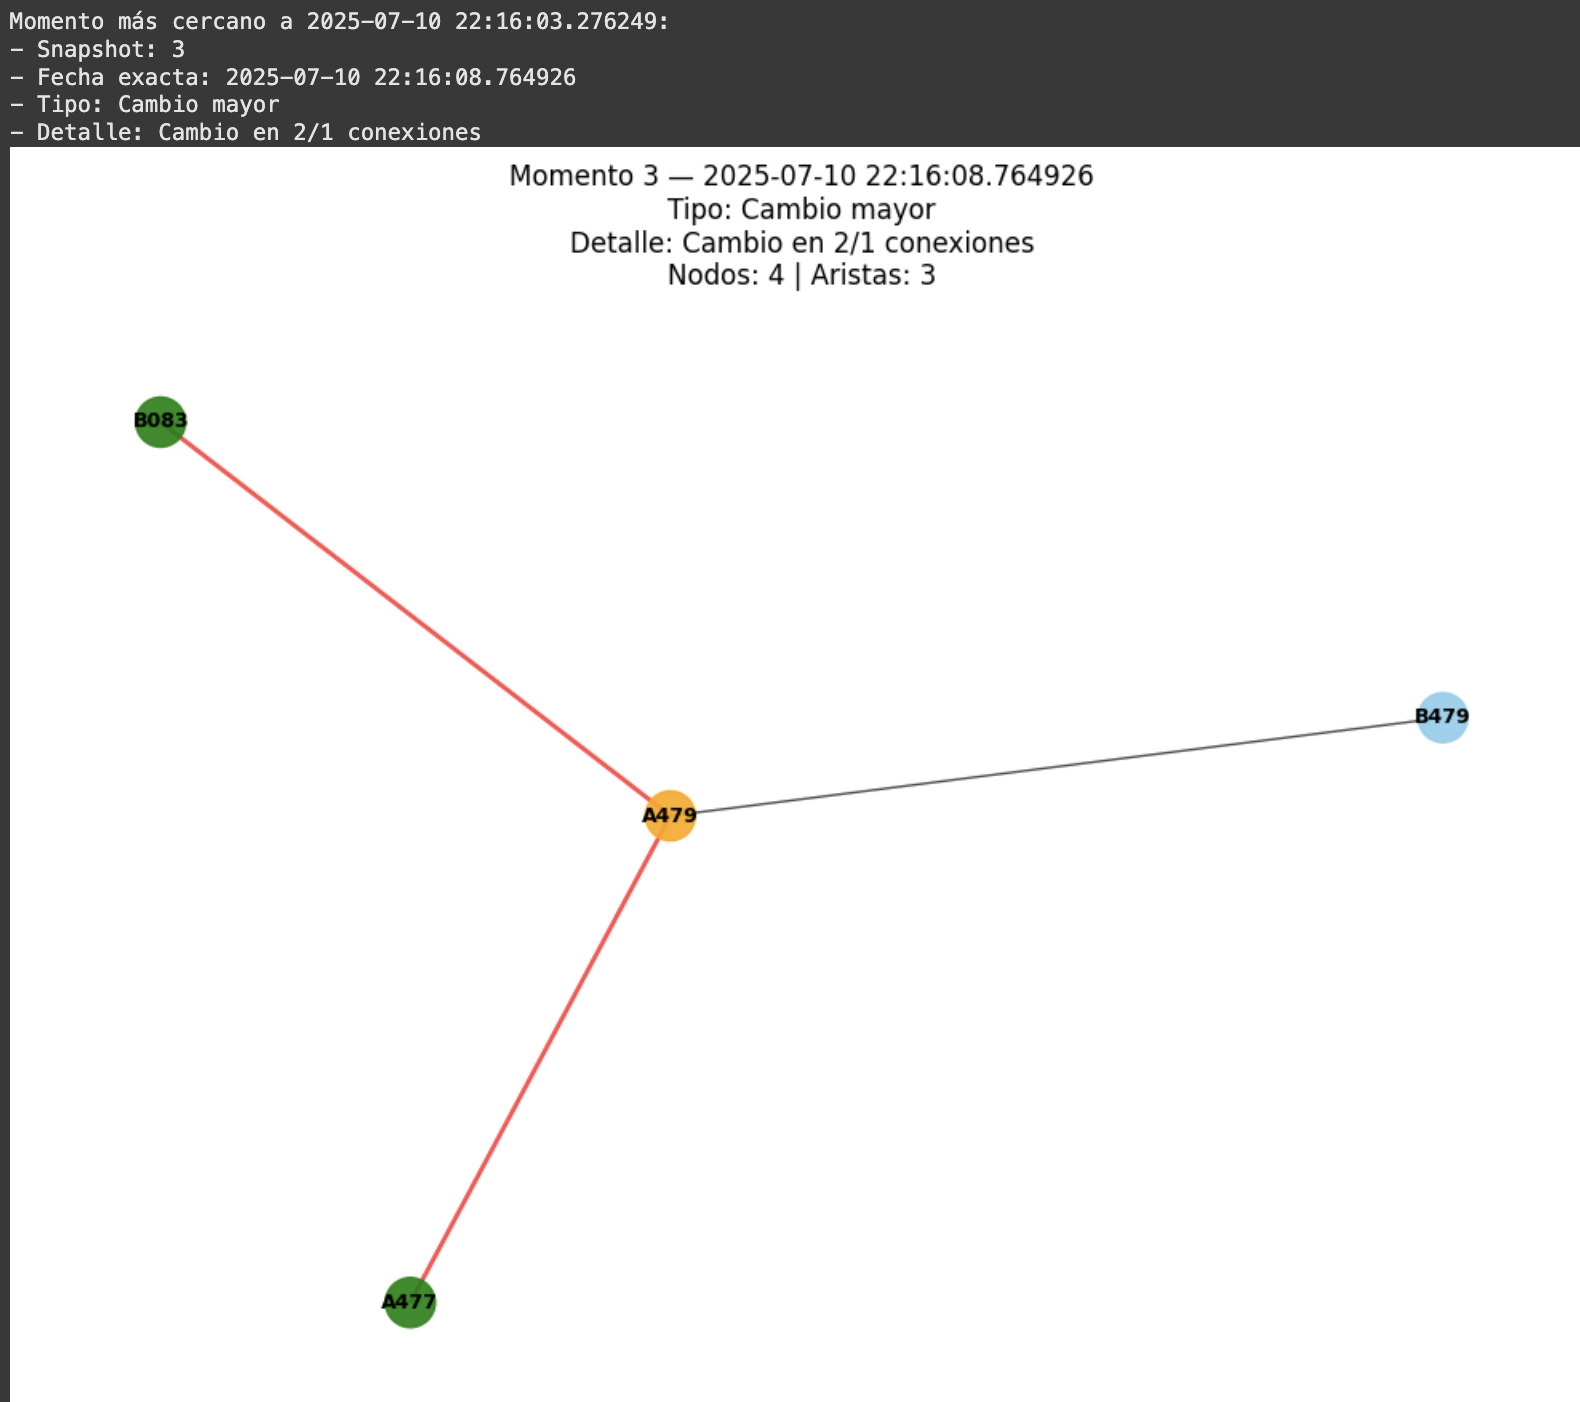 Momento más cercano a 2025-07-10 22:16:03.276249:
- Snapshot: 3
- Fecha exacta: 2025-07-10 22:16:08.764926
- Tipo: Cambio mayor
- Detalle: Cambio en 2/1 conexiones
Momento 3 — 2025-07-10 22:16:08.764926
Tipo: Cambio mayor
Detalle: Cambio en 2/1 conexiones
Nodos: 4 | Aristas: 3
B083
B479
A479
A477